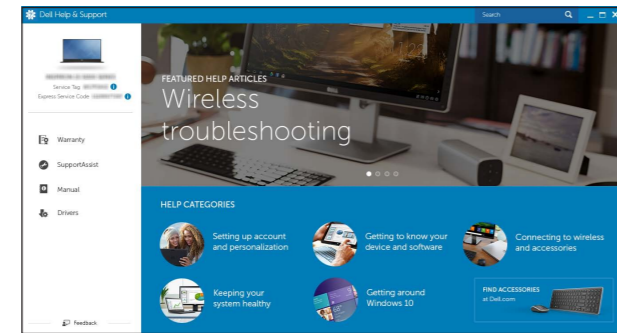 Dell Help & Support
Search
Service Tag:
Express Service Code:
Warranty
SupportAssist
Manual
Drivers
Feedback
FEATURED HELP ARTICLES
Wireless
troubleshooting
DELL
HELP CATEGORIES
Setting up account
and personalization
Getting to know your
device and software
Connecting to wireless
and accessories
Keeping your
system healthy
Getting around
Windows 10
FIND ACCESSORIES
at Dell.com